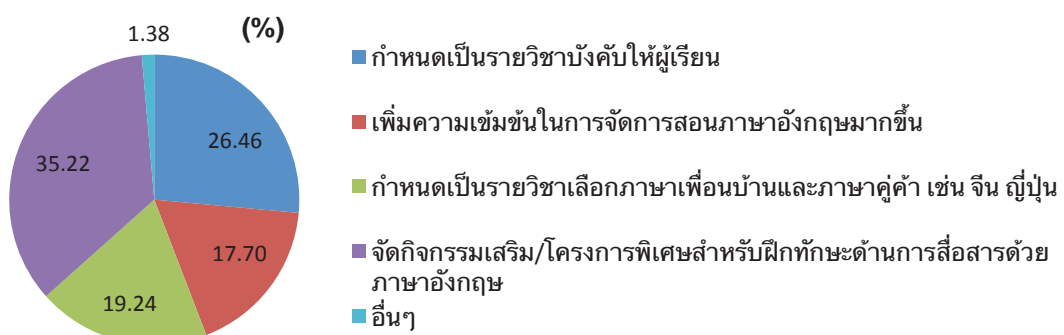 (%)
1.38
26.46
17.70
19.24
35.22
กำหนดเป็นรายวิชาบังคับให้ผู้เรียน
เพิ่มความเข้มข้นในการจัดการสอนภาษาอังกฤษมากขึ้น
กำหนดเป็นรายวิชาเลือกภาษาเพื่อนบ้านและภาษาคู่ค้า เช่น จีน ญี่ปุ่น
จัดกิจกรรมเสริม/โครงการพิเศษสำหรับฝึกทักษะด้านการสื่อสารด้วย
ภาษาอังกฤษ
อื่นๆ